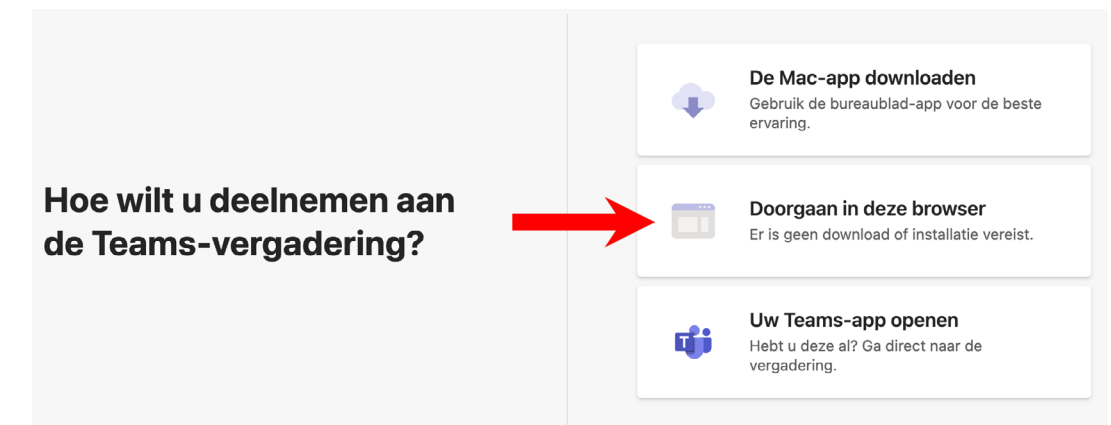 Hoe wilt u deelnemen aan
de Teams-vergadering?
De Mac-app downloaden
Gebruik de bureaublad-app voor de beste
ervaring.
Doorgaan in deze browser
Er is geen download of installatie vereist.
T
Uw Teams-app openen
Hebt u deze al? Ga direct naar de
vergadering.